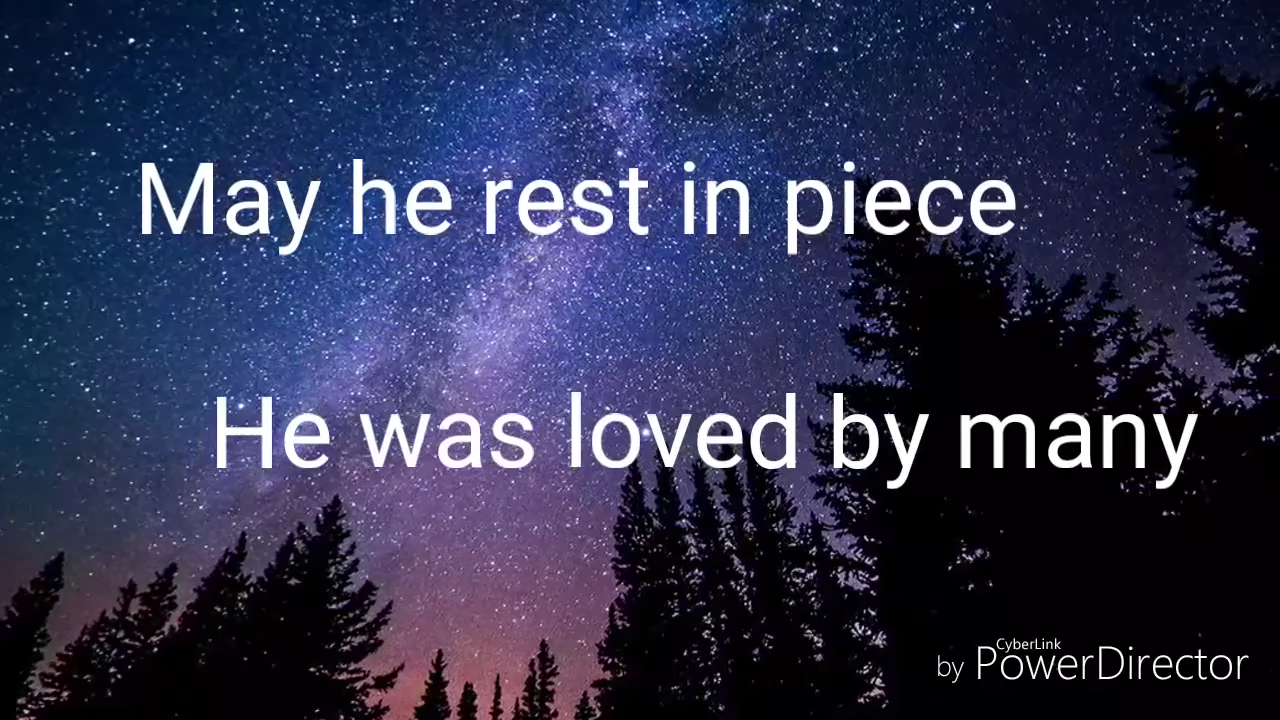 May he rest in piece
He was loved by many
by CyberLink PowerDirector